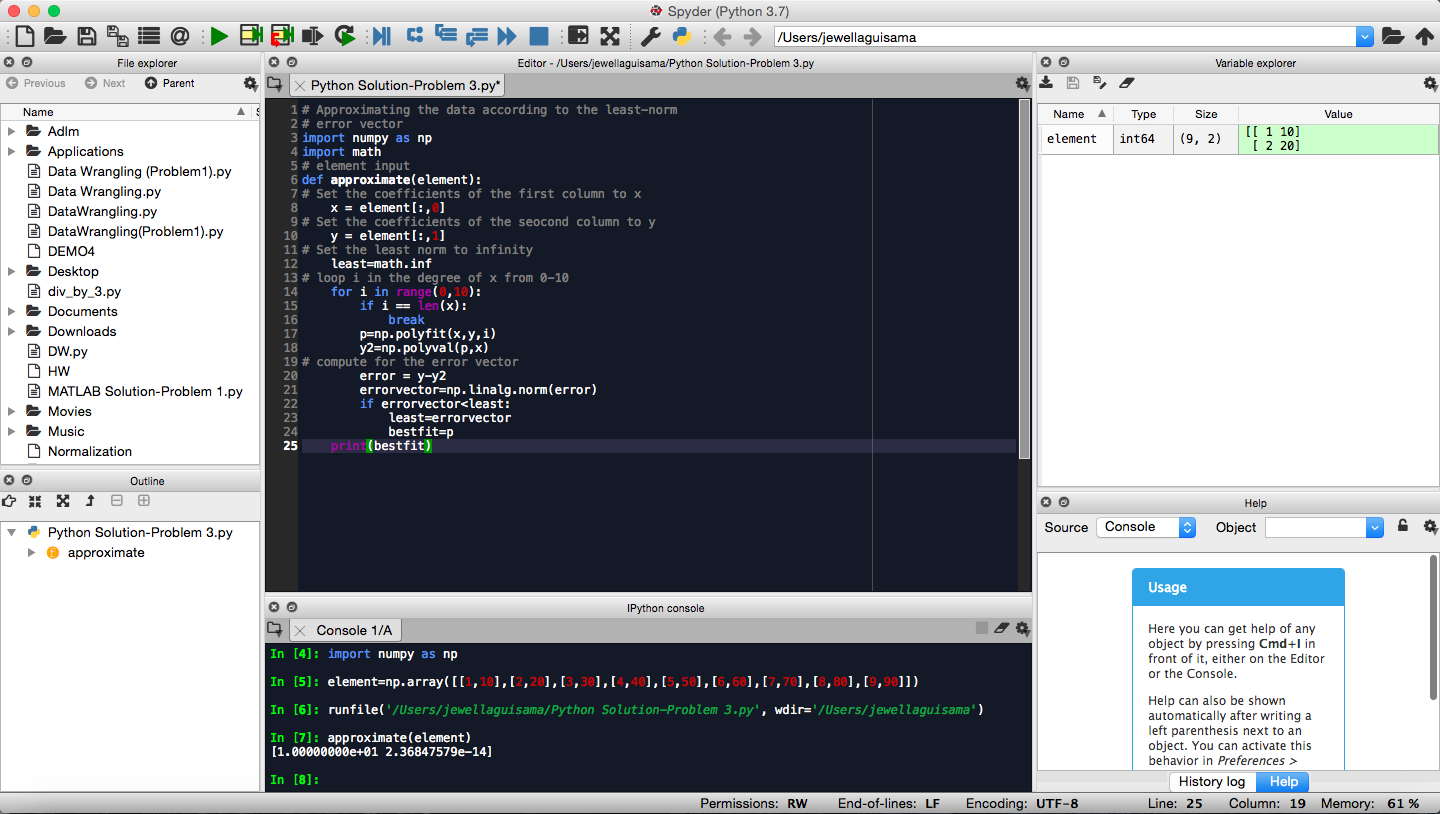 Spyder (Python 3.7)
/Users/jewellaguisama
File explorer
Previous Next Parent
Name
Adlm
Applications
Data Wrangling (Problem1).py
Data Wrangling.py
DataWrangling.py
DataWrangling(Problem1).py
DEMO4
Desktop
div_by_3.py
Documents
Downloads
DW.py
HW
MATLAB Solution-Problem 1.py
Movies
Music
Normalization
Outline
Python Solution-Problem 3.py
approximate
Editor - /Users/jewellaguisama/Python Solution-Problem 3.py
Python Solution-Problem 3.py*
1 # Approximating the data according to the least-norm
2 # error vector
3 import numpy as np
4 import math
5 # element input
6 def approximate(element):
7 # Set the coefficients of the first column to x
8     x = element[:,0]
9 # Set the coefficients of the seocond column to y
10     y = element[:,1]
11 # Set the least norm to infinity
12     least=math.inf
13 # loop i in the degree of x from 0-10
14     for i in range(0,10):
15         if i == len(x):
16             break
17         p=np.polyfit(x,y,i)
18         y2=np.polyval(p,x)
19 # compute for the error vector
20         error = y-y2
21         errorvector=np.linalg.norm(error)
22         if errorvector<least:
23             least=errorvector
24             bestfit=p
25     print(bestfit)
IPython console
Console 1/A
In [4]: import numpy as np
In [5]: element=np.array([[1,10],[2,20],[3,30],[4,40],[5,50],[6,60],[7,70],[8,80],[9,90]])
In [6]: runfile('/Users/jewellaguisama/Python Solution-Problem 3.py', wdir='/Users/jewellaguisama')
In [7]: approximate(element)
[1.00000000e+01 2.36847579e-14]
In [8]:
Variable explorer
Name Type Size Value
element int64 (9, 2) [[ 1 10]
[ 2 20]
Help
Source Console Object
Usage
Here you can get help of any
object by pressing Cmd+I in
front of it, either on the Editor
or the Console.
Help can also be shown
automatically after writing a
left parenthesis next to an
object. You can activate this
behavior in Preferences >
History log Help
Permissions: RW End-of-lines: LF Encoding: UTF-8 Line: 25 Column: 19 Memory: 61 %